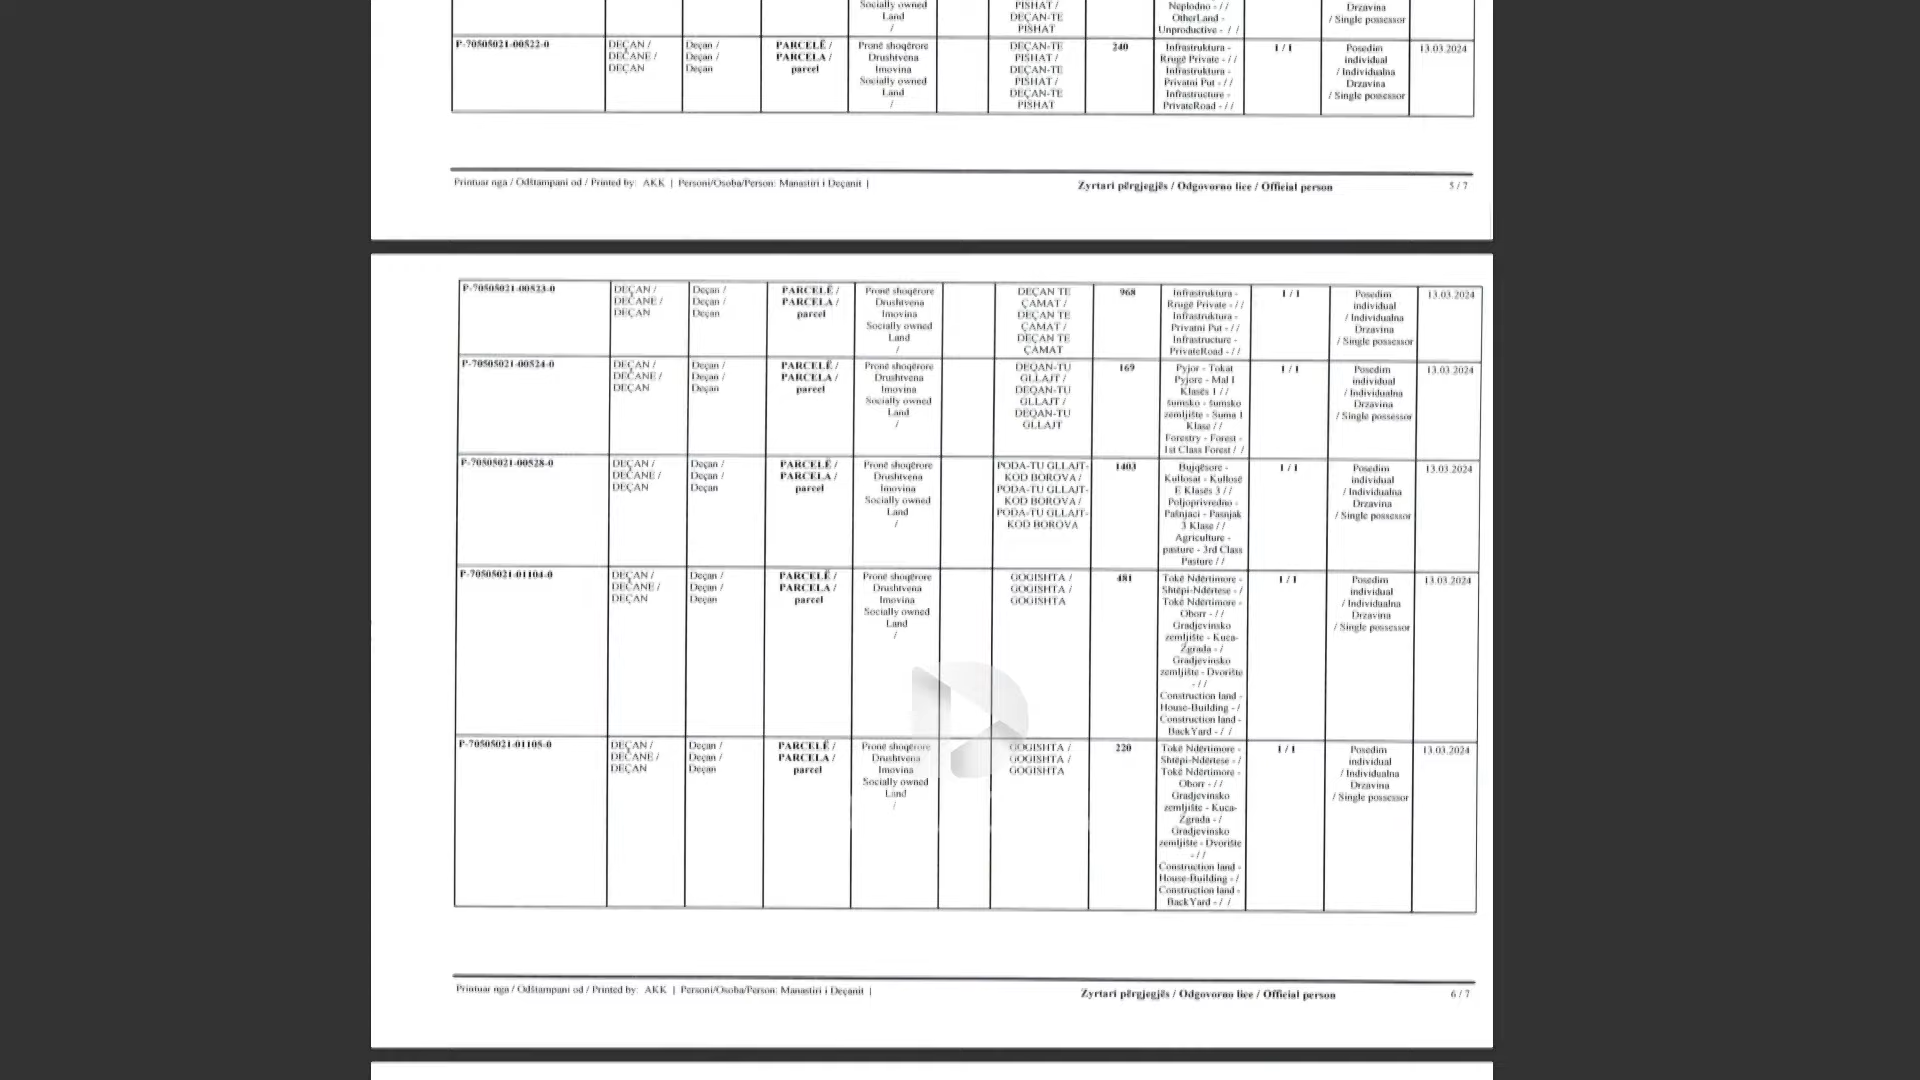 Socially owned
Land
/
PISHAT /
DEÇAN-TE
PISHAT
Neplodno - / /
OtherLand -
Unproductive - / /
Drzavina
/ Single possessor
P-70505021-00522-0
DEÇAN /
DEČANE /
DEÇAN
Deçan /
Deçan /
Deçan
PARCELË /
PARCELA /
parcel
Pronë shoqërore
Drushtvena
Imovina
Socially owned
Land
/
DEÇAN-TE
PISHAT /
DEÇAN-TE
PISHAT /
DEÇAN-TE
PISHAT
240
Infrastruktura -
Rrugë Private - / /
Infrastruktura -
Privatni Put - / /
Infrastructure -
PrivateRoad - / /
1 / 1
Posedim
individual
/ Individualna
Drzavina
/ Single possessor
13.03.2024
Printuar nga / Odštampani od / Printed by: AKK | Personi/Osoba/Person: Manastiri i Deçanit |
Zyrtari përgjegjës / Odgovorno lice / Official person
5 / 7
P-70505021-00523-0
DEÇAN /
DEČANE /
DEÇAN
Deçan /
Deçan /
Deçan
PARCELË /
PARCELA /
parcel
Pronë shoqërore
Drushtvena
Imovina
Socially owned
Land
/
DEÇAN TE
ÇAMAT /
DEÇAN TE
ÇAMAT /
DEÇAN TE
ÇAMAT
968
Infrastruktura -
Rrugë Private - / /
Infrastruktura -
Privatni Put - / /
Infrastructure -
PrivateRoad - / /
1 / 1
Posedim
individual
/ Individualna
Drzavina
/ Single possessor
13.03.2024
P-70505021-00524-0
DEÇAN /
DEČANE /
DEÇAN
Deçan /
Deçan /
Deçan
PARCELË /
PARCELA /
parcel
Pronë shoqërore
Drushtvena
Imovina
Socially owned
Land
/
DEQAN-TU
GLLAJT /
DEQAN-TU
GLLAJT /
DEQAN-TU
GLLAJT
169
Pyjor - Tokat
Pyjore - Mal I
Klasës 1 / /
šumsko - šumsko
zemljište - Suma 1
Klase / /
Forestry - Forest -
1st Class Forest / /
1 / 1
Posedim
individual
/ Individualna
Drzavina
/ Single possessor
13.03.2024
P-70505021-00528-0
DEÇAN /
DEČANE /
DEÇAN
Deçan /
Deçan /
Deçan
PARCELË /
PARCELA /
parcel
Pronë shoqërore
Drushtvena
Imovina
Socially owned
Land
/
PODA-TU GLLAJT-
KOD BOROVA /
PODA-TU GLLAJT-
KOD BOROVA /
PODA-TU GLLAJT-
KOD BOROVA
1403
Bujqësore -
Kullosat - Kullosë
E Klasës 3 / /
Poljoprivredno -
Pašnjaci - Pasnjak
3 Klase / /
Agriculture -
pasture - 3rd Class
Pasture / /
1 / 1
Posedim
individual
/ Individualna
Drzavina
/ Single possessor
13.03.2024
P-70505021-01104-0
DEÇAN /
DEČANE /
DEÇAN
Deçan /
Deçan /
Deçan
PARCELË /
PARCELA /
parcel
Pronë shoqërore
Drushtvena
Imovina
Socially owned
Land
/
GOGISHTA /
GOGISHTA /
GOGISHTA
481
Tokë Ndërtimore -
Shtëpi-Ndërtese - /
Tokë Ndërtimore -
Oborr - / /
Gradjevinsko
zemljište - Kuca-
Zgrada - /
Gradjevinsko
zemljište - Dvorište
- / /
Construction land -
House-Building - /
Construction land -
BackYard - / /
1 / 1
Posedim
individual
/ Individualna
Drzavina
/ Single possessor
13.03.2024
P-70505021-01105-0
DEÇAN /
DEČANE /
DEÇAN
Deçan /
Deçan /
Deçan
PARCELË /
PARCELA /
parcel
Pronë shoqërore
Drushtvena
Imovina
Socially owned
Land
/
GOGISHTA /
GOGISHTA /
GOGISHTA
220
Tokë Ndërtimore -
Shtëpi-Ndërtese - /
Tokë Ndërtimore -
Oborr - / /
Gradjevinsko
zemljište - Kuca-
Zgrada - /
Gradjevinsko
zemljište - Dvorište
- / /
Construction land -
House-Building - /
Construction land -
BackYard - / /
1 / 1
Posedim
individual
/ Individualna
Drzavina
/ Single possessor
13.03.2024
Printuar nga / Odštampani od / Printed by: AKK | Personi/Osoba/Person: Manastiri i Deçanit |
Zyrtari përgjegjës / Odgovorno lice / Official person
6 / 7